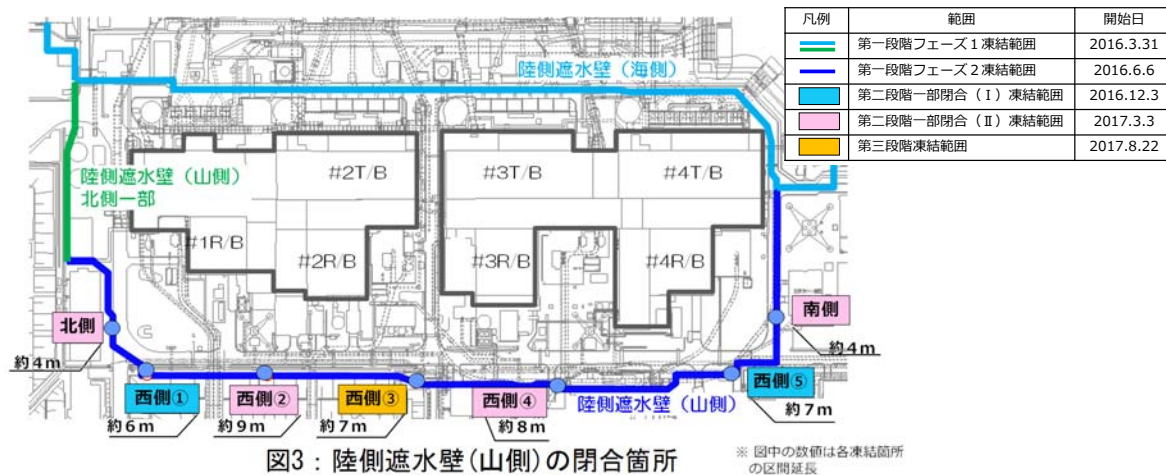 凡例 範囲 開始日
第一段階フェーズ1凍結範囲 2016.3.31
第一段階フェーズ2凍結範囲 2016.6.6
第二段階一部閉合（Ⅰ）凍結範囲 2016.12.3
第二段階一部閉合（Ⅱ）凍結範囲 2017.3.3
第三段階凍結範囲 2017.8.22
陸側遮水壁（海側）
陸側遮水壁（山側）
北側一部
#2T/B
#3T/B
#4T/B
#1R/B
#2R/B
#3R/B
#4R/B
北側
約4m
南側
約4m
西側①
約6m
西側②
約9m
西側③
約7m
西側④
約8m
陸側遮水壁（山側）
西側⑤
約7m
図3：陸側遮水壁(山側)の閉合箇所
※ 図中の数値は各凍結箇所
の区間延長